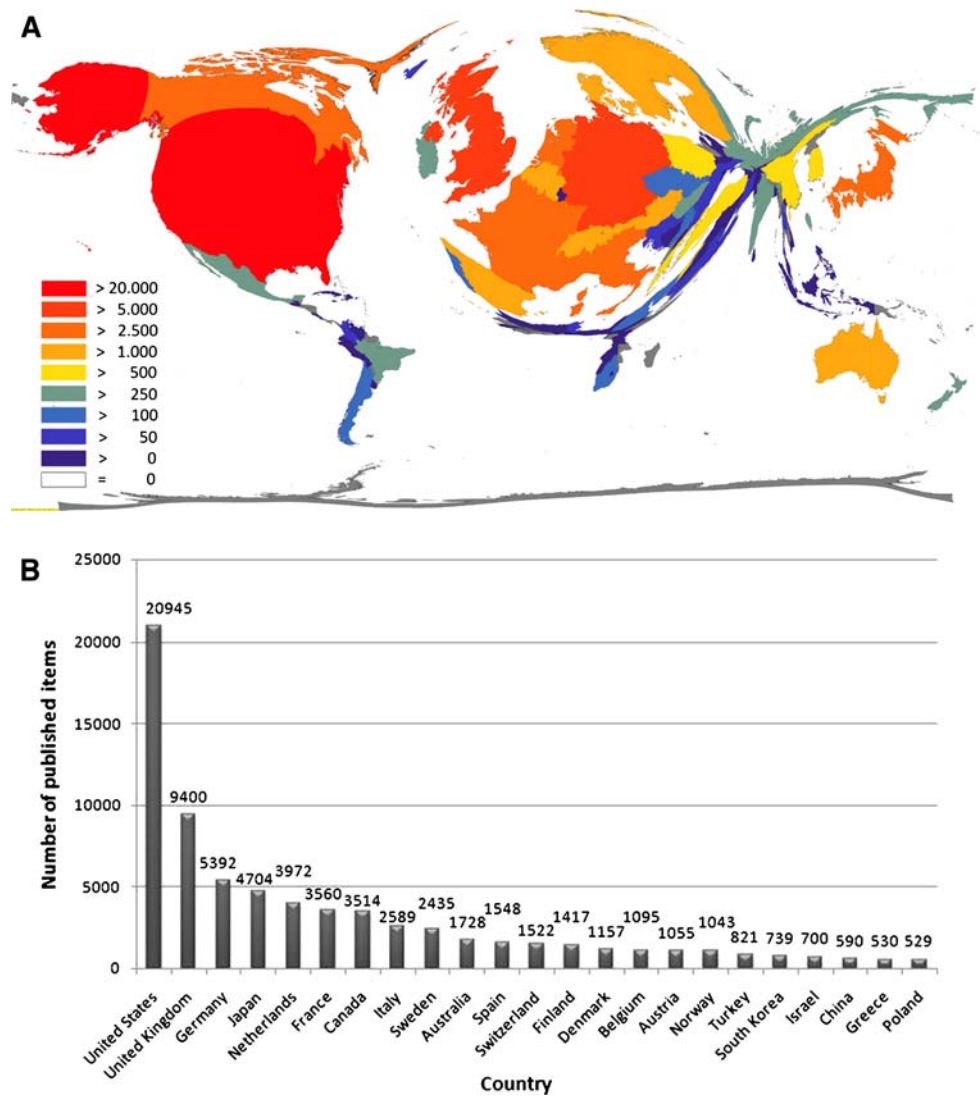 A
> 20.000
> 5.000
> 2.500
> 1.000
> 500
> 250
> 100
> 50
> 0
= 0
B
Number of published items
25000
20000
15000
10000
5000
0
20945
9400
5392
4704
3972
3560
3514
2589
2435
1728
1548
1522
1417
1157
1095
1055
1043
821
739
700
590
530
529
United States
United Kingdom
Germany
Japan
Netherlands
France
Canada
Italy
Sweden
Australia
Spain
Switzerland
Finland
Denmark
Belgium
Austria
Norway
Turkey
South Korea
Israel
China
Greece
Poland
Country